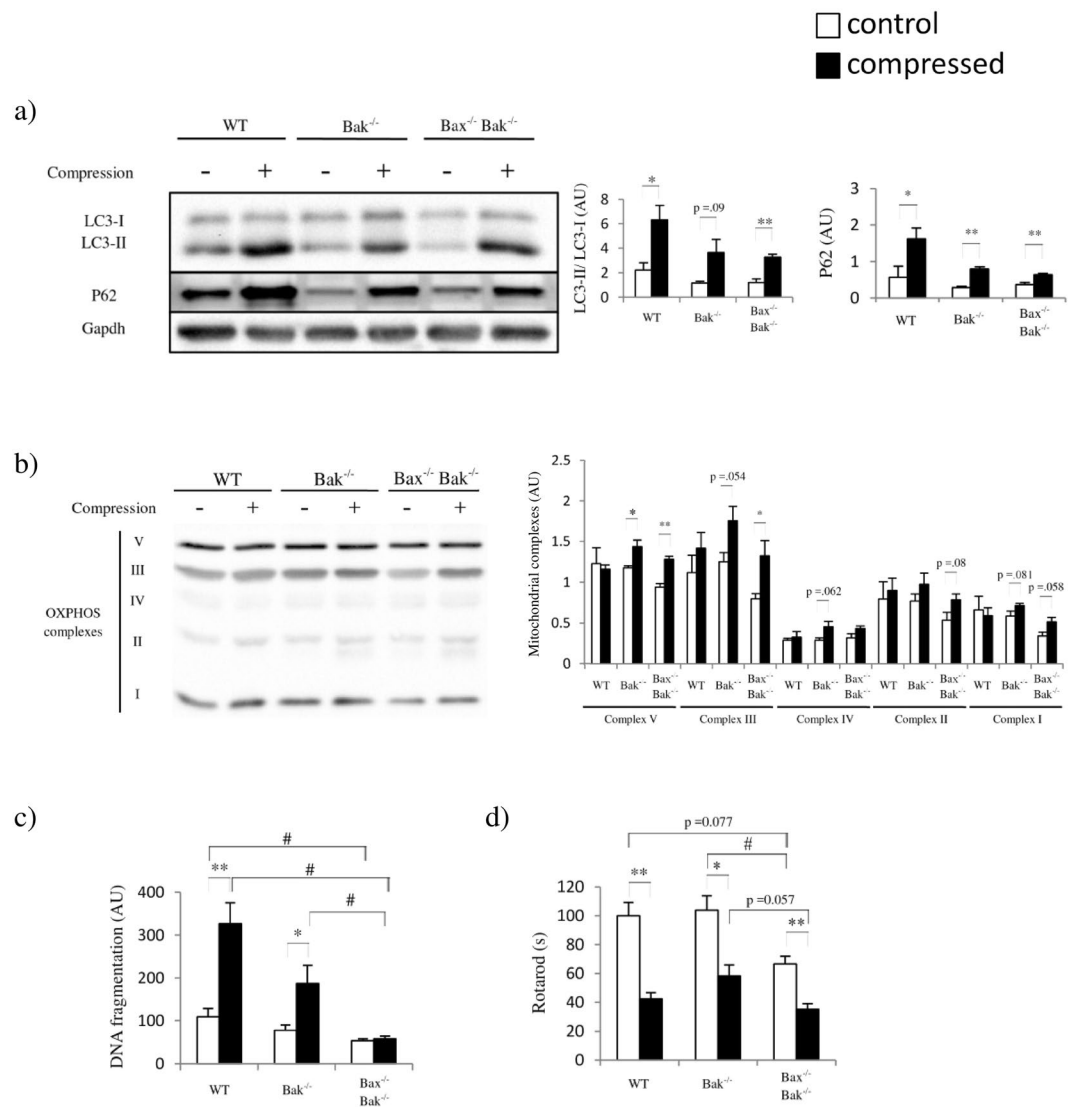 control
compressed
a)
WT Bak-/- Bax-/- Bak-/-
Compression - + - + - +
LC3-I
LC3-II
P62
Gapdh
LC3-II/ LC3-I (AU)
8
6
4
2
0
* p =.09 **
WT Bak-/- Bax-/-
Bak-/-
P62 (AU)
3
2
1
0
* ** **
WT Bak-/- Bax-/-
Bak-/-
b)
WT Bak-/- Bax-/- Bak-/-
Compression - + - + - +
OXPHOS
complexes
V
III
IV
II
I
Mitochondrial complexes (AU)
2.5
2
1.5
1
0.5
0
* ** p =.054 * p =.062 p =.08 p =.081 p =.058
WT Bak-/- Bax-/- WT Bak-/- Bax-/- WT Bak-/- Bax-/- WT Bak-/- Bax-/- WT Bak-/- Bax-/-
Bak-/- Bak-/- Bak-/- Bak-/- Bak-/-
Complex V Complex III Complex IV Complex II Complex I
c)
#
#
#
** *
DNA fragmentation (AU)
400
300
200
100
0
WT Bak-/- Bax-/-
Bak-/-
d)
p =0.077
#
** * p =0.057
**
Rotarod (s)
120
100
80
60
40
20
0
WT Bak-/- Bax-/-
Bak-/-